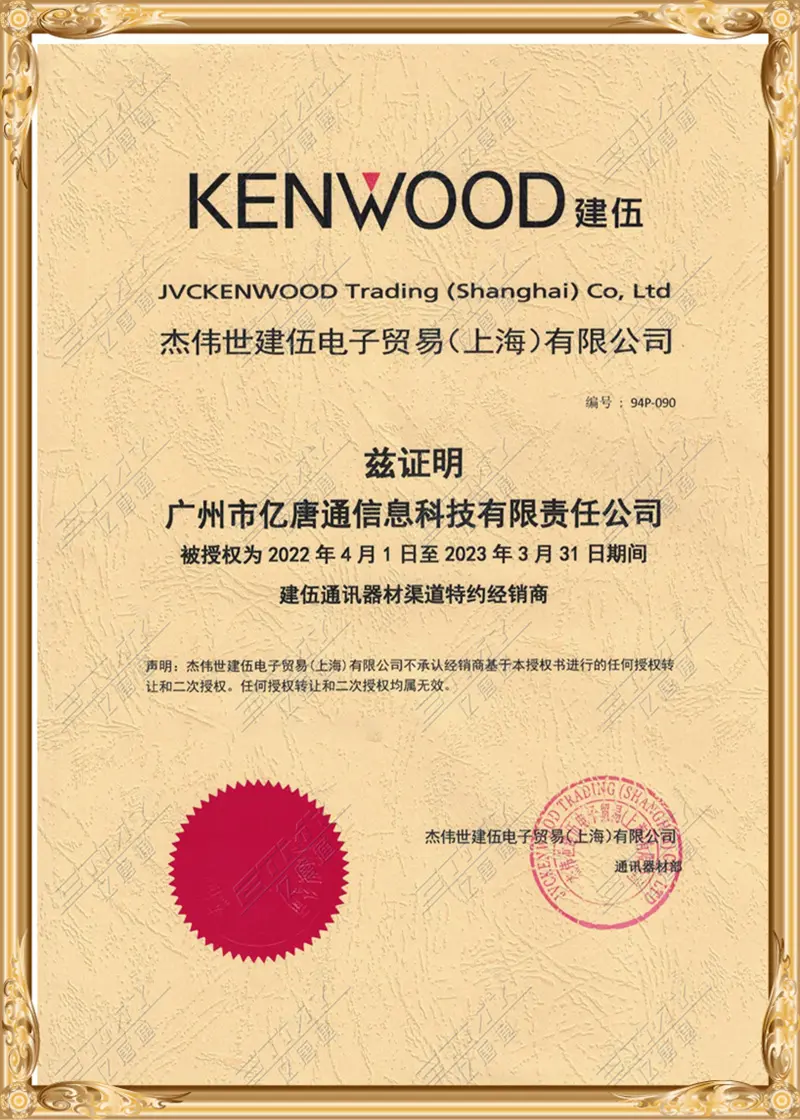 KENWOOD 建伍
JVCKENWOOD Trading (Shanghai) Co, Ltd
杰伟世建伍电子贸易(上海)有限公司
编号 : 94P-090
兹证明
广州市亿唐通信息科技有限责任公司
被授权为 2022 年 4 月 1 日至 2023 年 3 月 31 日期间
建伍通讯器材渠道特约经销商
声明：杰伟世建伍电子贸易(上海)有限公司不承认经销商基于本授权书进行的任何授权转
让和二次授权。任何授权转让和二次授权均属无效。
杰伟世建伍电子贸易(上海)有限公司
通讯器材部